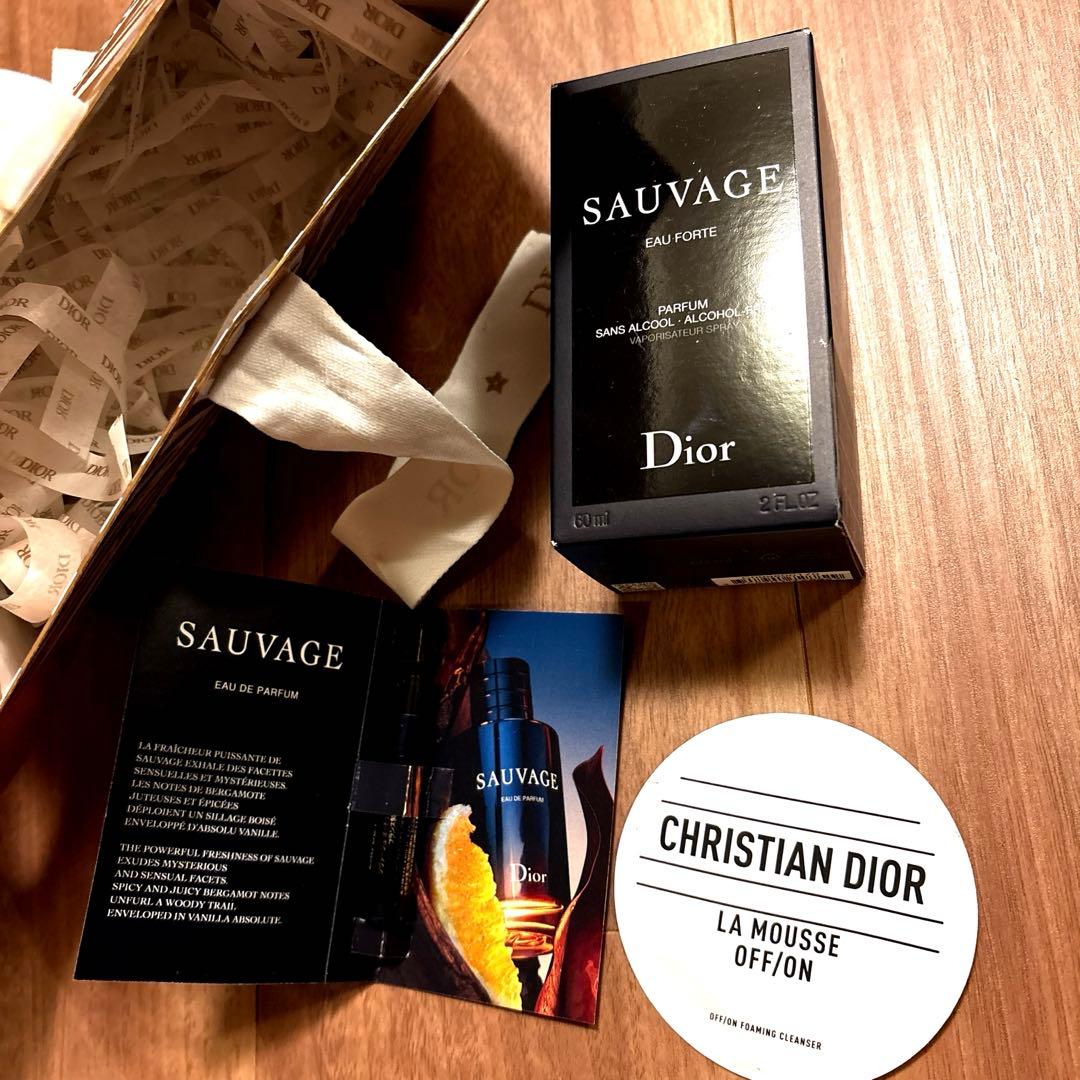 SAUVAGE
EAU FORTE
PARFUM
SANS ALCOOL · ALCOHOL-
VAPORISATEUR SPRAY
Dior
60 ml
2 FL.OZ
DIOR
DIOR
DIOR
DIOR
DIOR
DIOR
DIOR
SAUVAGE
EAU DE PARFUM
LA FRAÎCHEUR PUISSANTE DE
SAUVAGE EXHALE DES FACETTES
SENSUELLES ET MYSTÉRIEUSES.
LES NOTES DE BERGAMOTE
JUTEUSES ET ÉPICÉES
DÉPLOIENT UN SILLAGE BOISÉ
ENVELOPPÉ D'ABSOLU VANILLE.
THE POWERFUL FRESHNESS OF SAUVAGE
EXUDES MYSTERIOUS
AND SENSUAL FACETS.
SPICY AND JUICY BERGAMOT NOTES
UNFURL A WOODY TRAIL
ENVELOPED IN VANILLA ABSOLUTE.
SAUVAGE
EAU DE PARFUM
Dior
CHRISTIAN DIOR
LA MOUSSE
OFF/ON
OFF/ON FOAMING CLEANSER